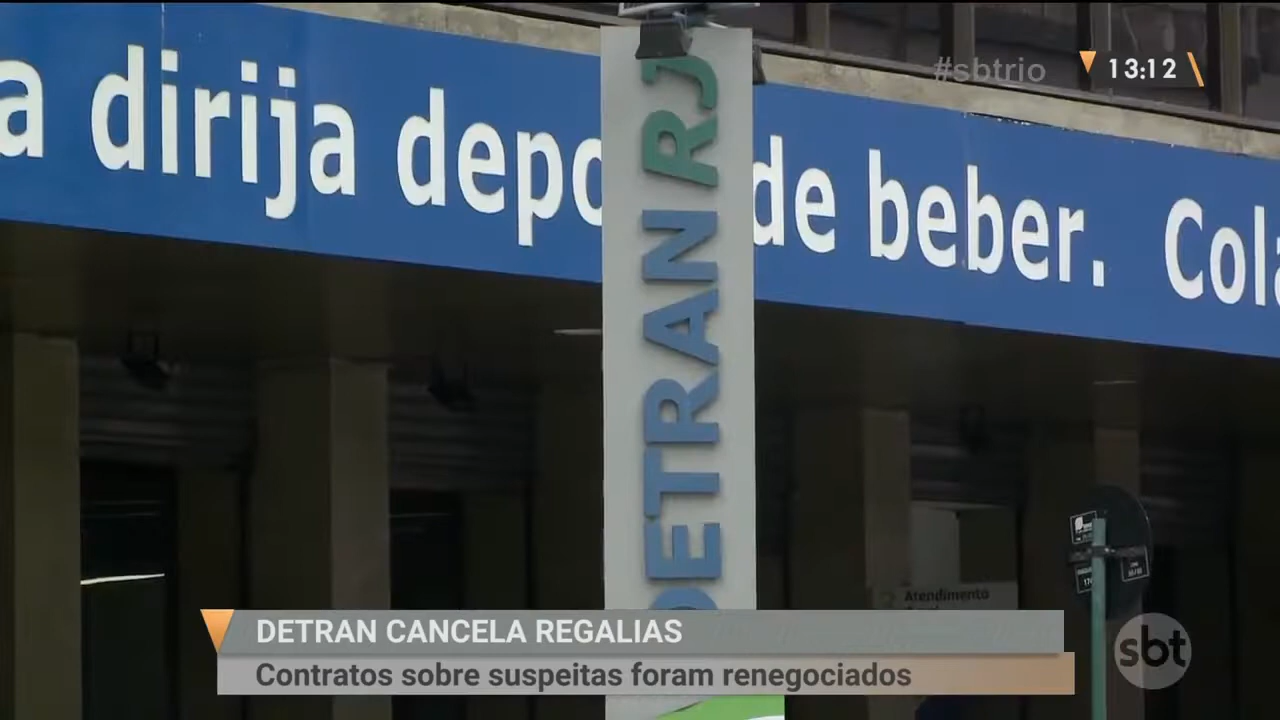 #sbtrio
13:12
a dirija depo
de beber. Cola
DETRAN RJ
Atendimento
DETRAN CANCELA REGALIAS
Contratos sobre suspeitas foram renegociados
sbt